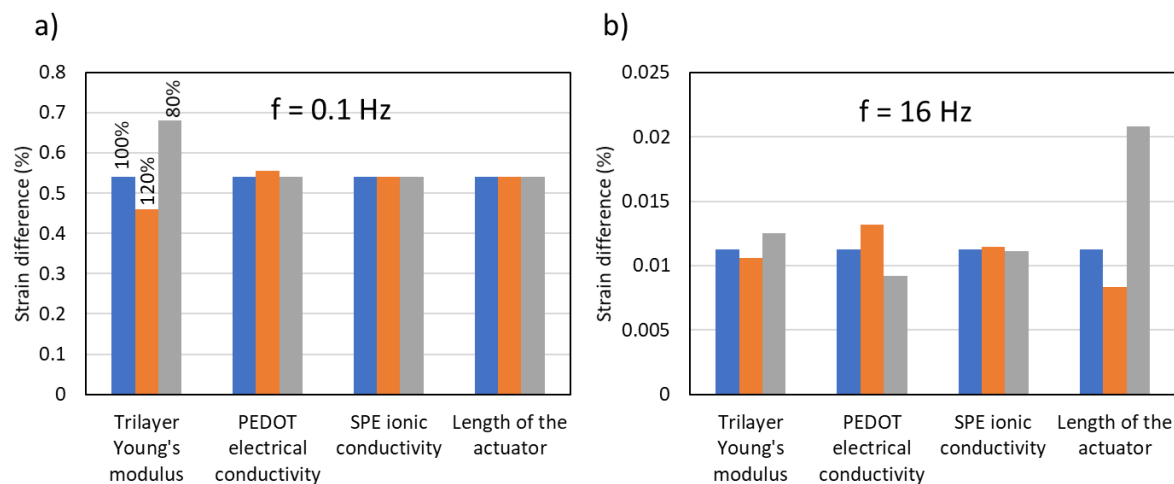 a)
Strain difference (%)
0.8
0.7
0.6
0.5
0.4
0.3
0.2
0.1
0
f = 0.1 Hz
100%
120%
80%
Trilayer
Young's
modulus
PEDOT
electrical
conductivity
SPE ionic
conductivity
Length of the
actuator
b)
Strain difference (%)
0.025
0.02
0.015
0.01
0.005
0
f = 16 Hz
Trilayer
Young's
modulus
PEDOT
electrical
conductivity
SPE ionic
conductivity
Length of the
actuator